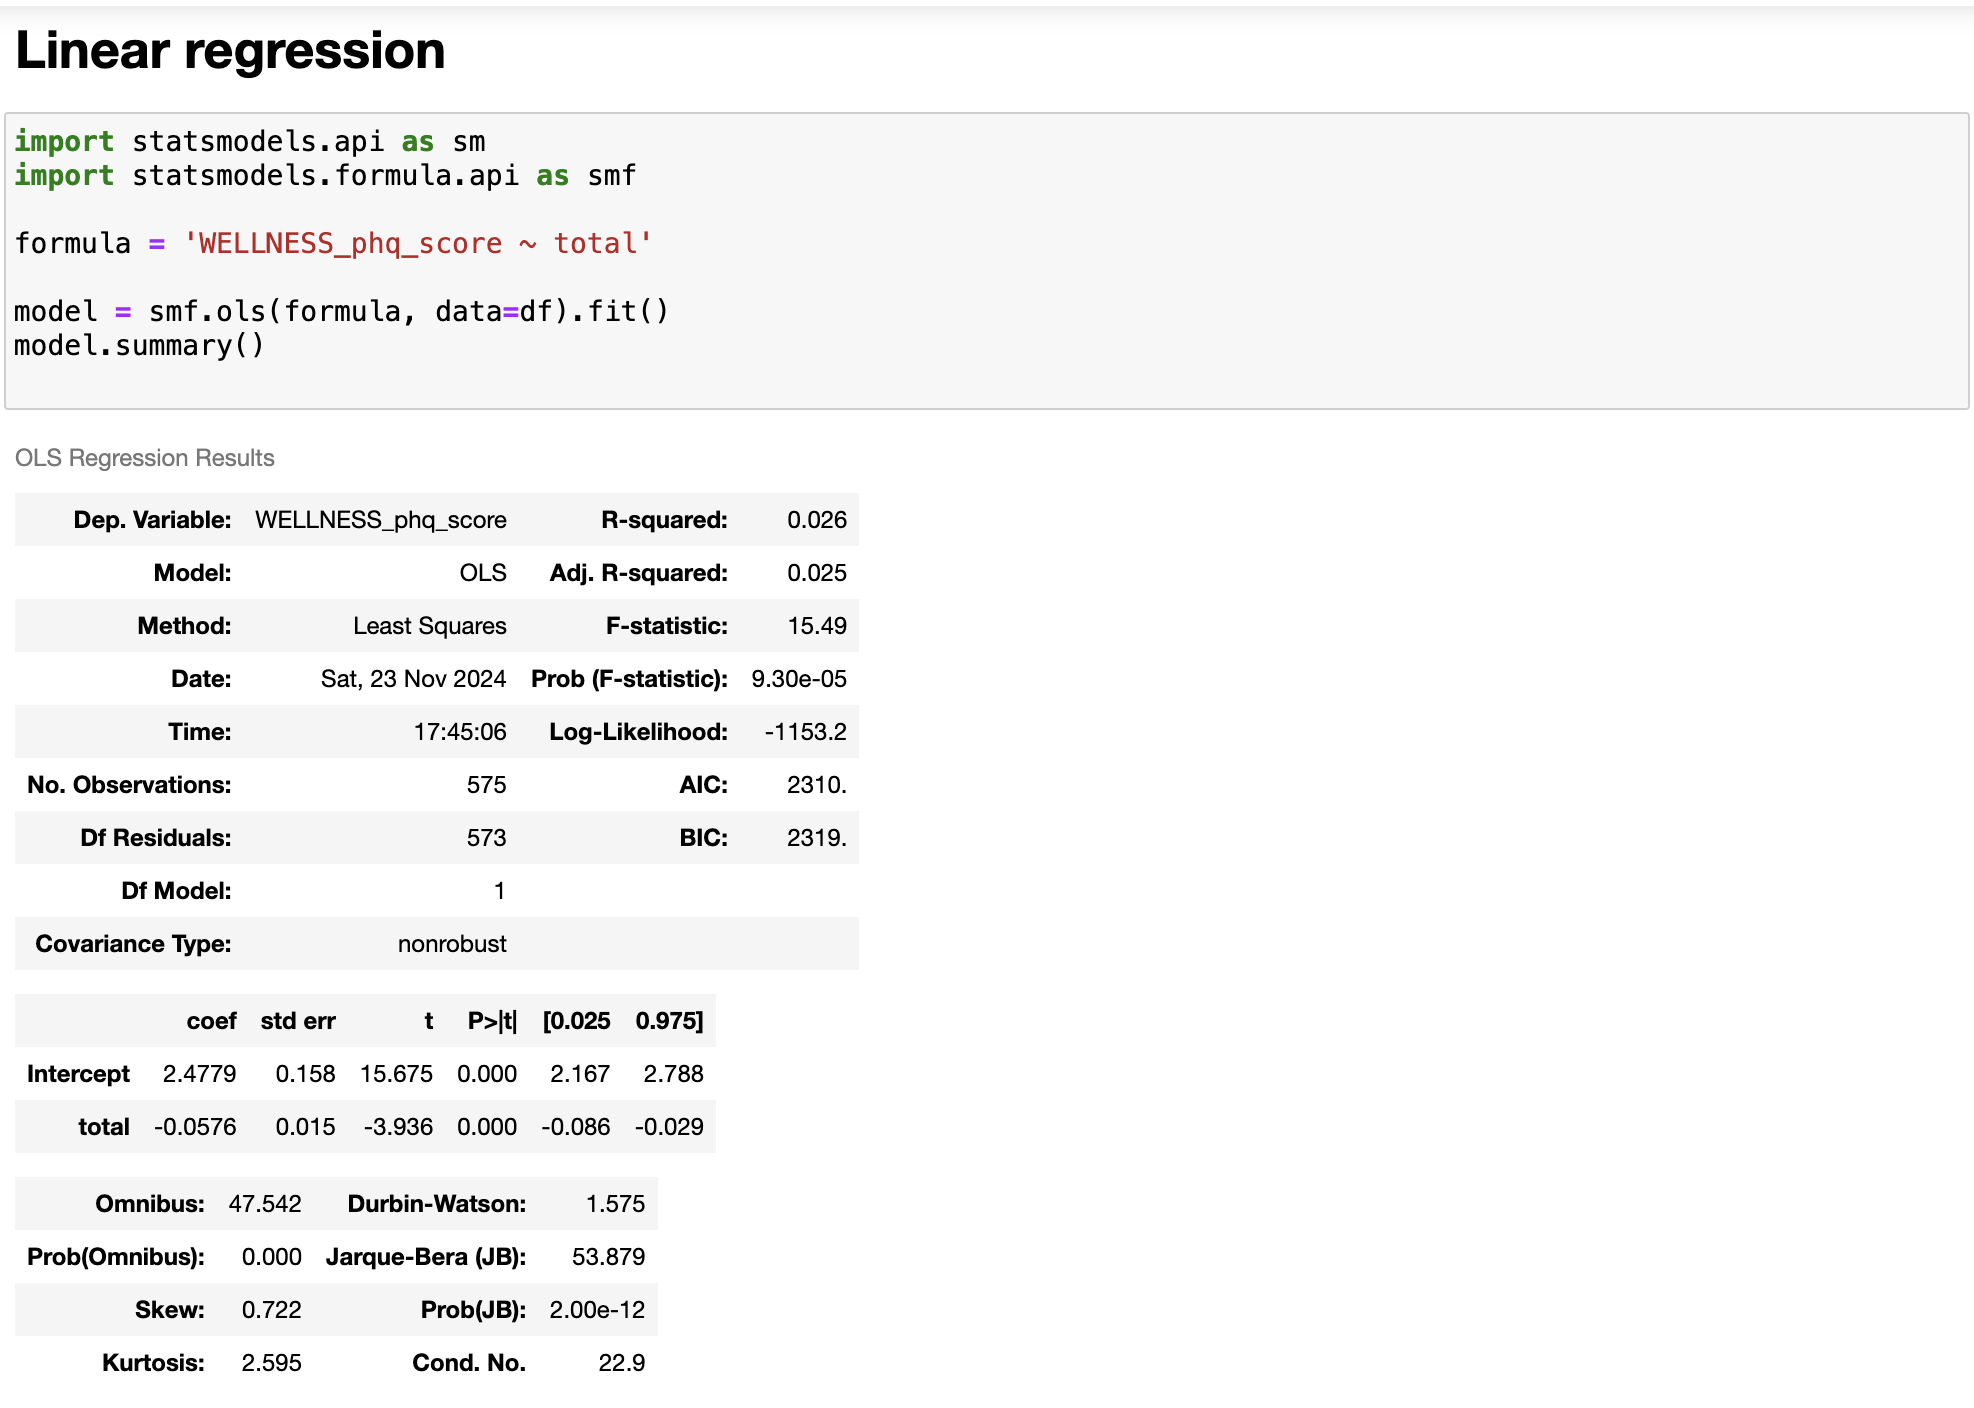 Linear regression
import statsmodels.api as sm
import statsmodels.formula.api as smf
formula = 'WELLNESS_phq_score ~ total'
model = smf.ols(formula, data=df).fit()
model.summary()
OLS Regression Results
Dep. Variable: WELLNESS_phq_score R-squared: 0.026
Model: OLS Adj. R-squared: 0.025
Method: Least Squares F-statistic: 15.49
Date: Sat, 23 Nov 2024 Prob (F-statistic): 9.30e-05
Time: 17:45:06 Log-Likelihood: -1153.2
No. Observations: 575 AIC: 2310.
Df Residuals: 573 BIC: 2319.
Df Model: 1
Covariance Type: nonrobust
coef std err t P>|t| [0.025 0.975]
Intercept 2.4779 0.158 15.675 0.000 2.167 2.788
total -0.0576 0.015 -3.936 0.000 -0.086 -0.029
Omnibus: 47.542 Durbin-Watson: 1.575
Prob(Omnibus): 0.000 Jarque-Bera (JB): 53.879
Skew: 0.722 Prob(JB): 2.00e-12
Kurtosis: 2.595 Cond. No. 22.9